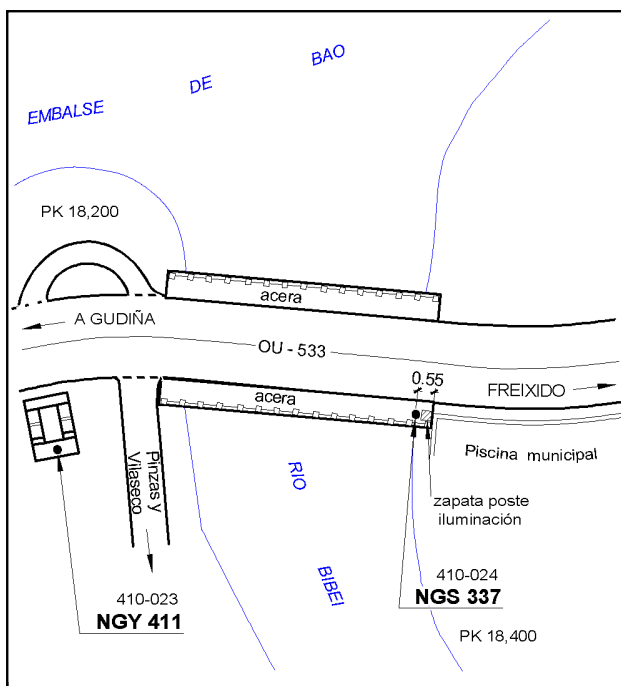 EMBALSE DE BAO
PK 18,200
acera
A GUDIÑA
OU - 533
0.55
FREIXIDO
acera
Piscina municipal
Pinzas y
Vilaseco
RIO BIBEI
zapata poste
iluminación
410-023
NGY 411
410-024
NGS 337
PK 18,400